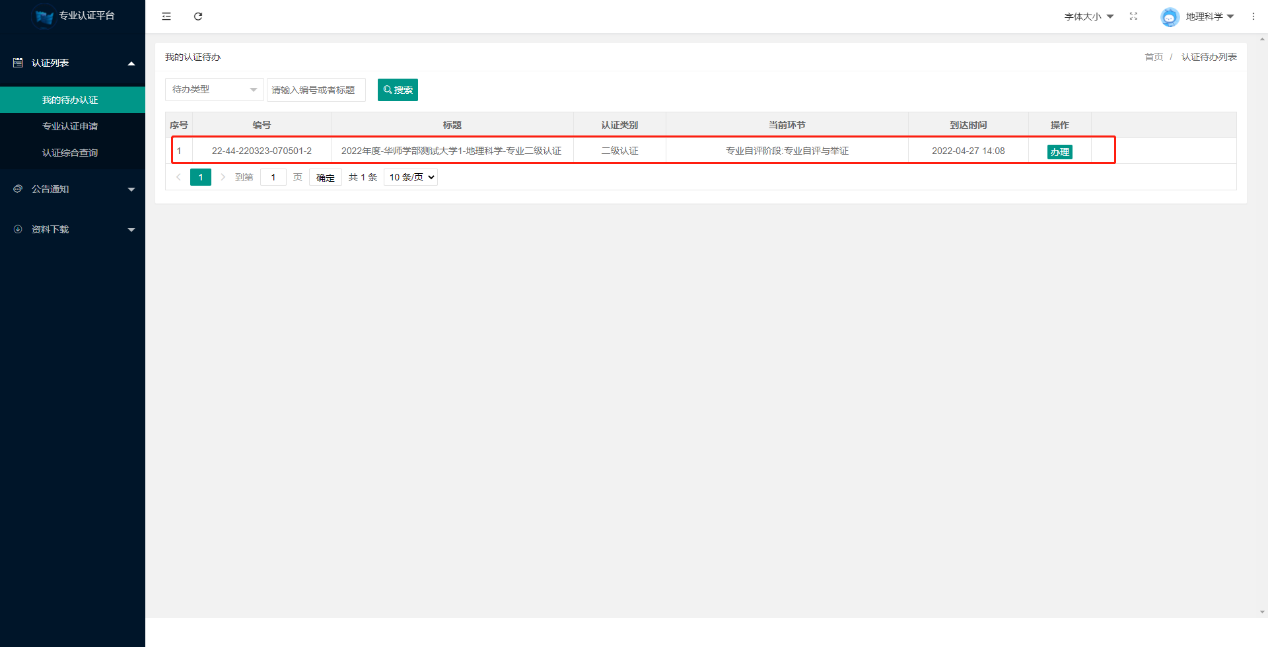 专业认证平台
字体大小 地理科学
认证列表
我的待办认证
专业认证申请
认证综合查询
公告通知
资料下载
我的认证待办 首页 / 认证待办列表
待办类型 请输入编号或者标题 搜索
序号 编号 标题 认证类别 当前环节 到达时间 操作
1 22-44-220323-070501-2 2022年度-华师学部测试大学1-地理科学-专业二级认证 二级认证 专业自评阶段:专业自评与举证 2022-04-27 14:08 办理
1 到第 1 页 确定 共 1 条 10 条/页